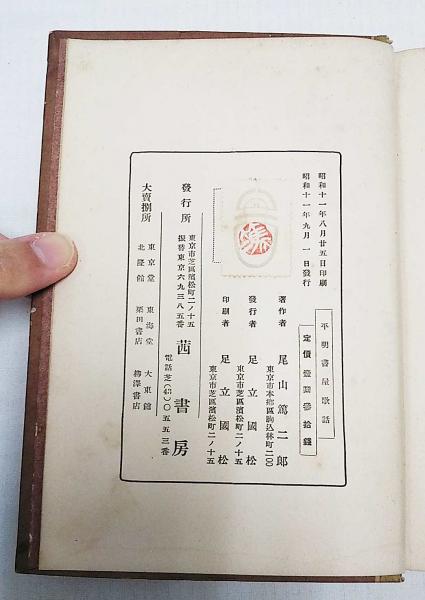 昭和十一年八月廿五日印刷
昭和十一年九月一日發行
平明書屋歌話
定價壹圓參拾錢
著作者 尾山篤二郎
東京市本鄕區駒込林町二〇〇
發行者 足立國松
東京市芝區濱松町二ノ十五
印刷者 足立國松
東京市芝區濱松町二ノ十五
發行所
東京市芝區濱松町二ノ十五
振替東京六九三八五番
茜書房
電話芝(43)〇五五三番
大賣捌所
東京堂 東海堂 大東館
北隆館 栗田書店 柳澤書店